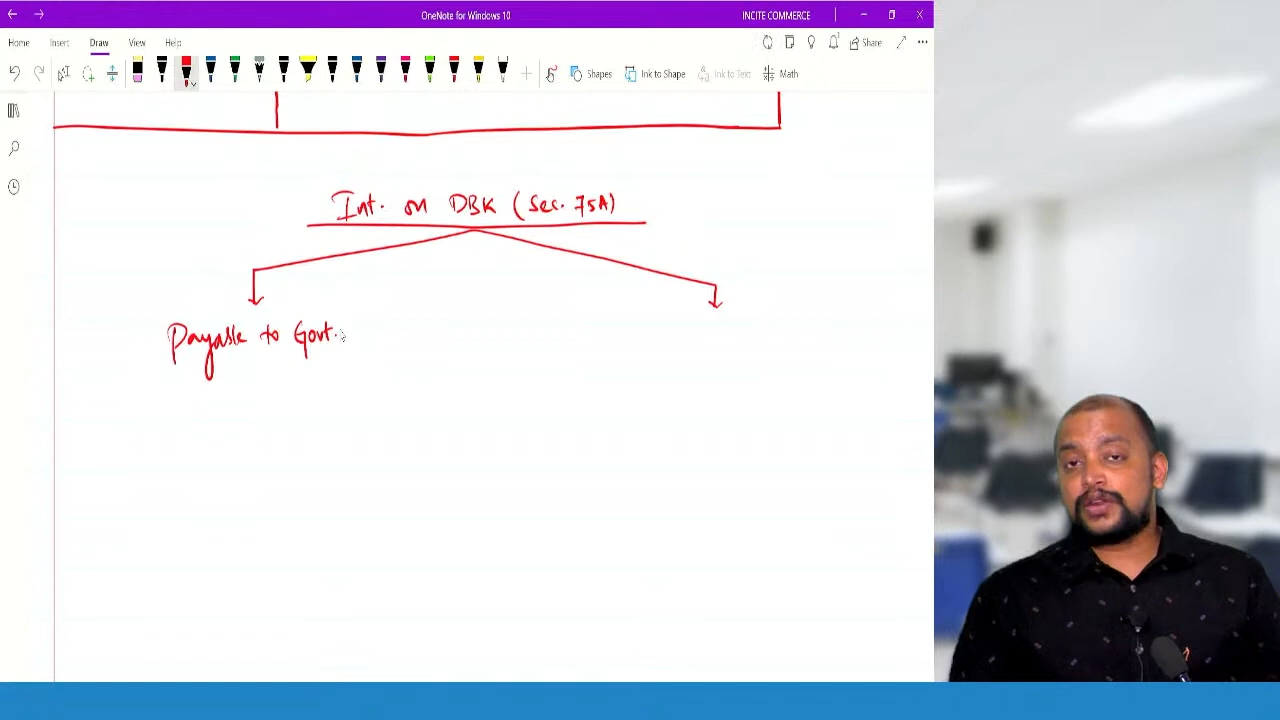 OneNote for Windows 10
INCITE COMMERCE
Home Insert Draw View Help
Share
Shapes Ink to Shape Ink to Text Math
Int. on DBK (Sec. 75A)
Payable to Govt.